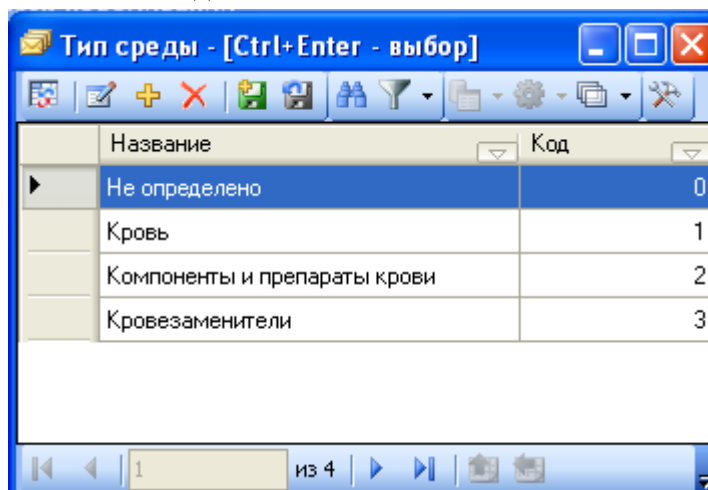 Тип среды - [Ctrl+Enter - выбор]
Название Код
Не определено 0
Кровь 1
Компоненты и препараты крови 2
Кровезаменители 3
1 из 4